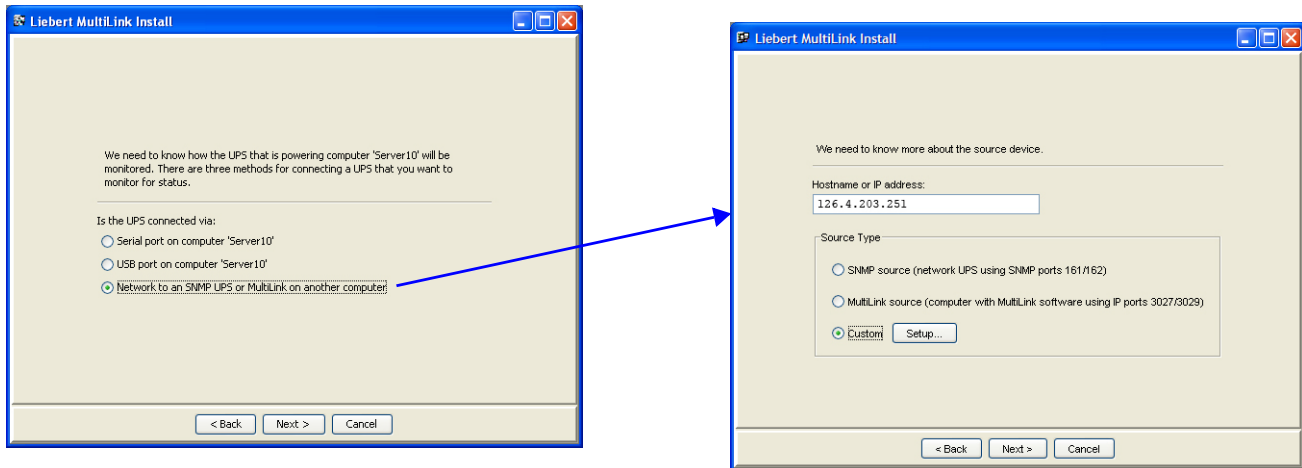 Liebert MultiLink Install
We need to know how the UPS that is powering computer 'Server10' will be
monitored. There are three methods for connecting a UPS that you want to
monitor for status.
Is the UPS connected via:
Serial port on computer 'Server10'
USB port on computer 'Server10'
Network to an SNMP UPS or MultiLink on another computer
< Back
Next >
Cancel
Liebert MultiLink Install
We need to know more about the source device.
Hostname or IP address:
126.4.203.251
Source Type
SNMP source (network UPS using SNMP ports 161/162)
MultiLink source (computer with MultiLink software using IP ports 3027/3029)
Custom
Setup...
< Back
Next >
Cancel